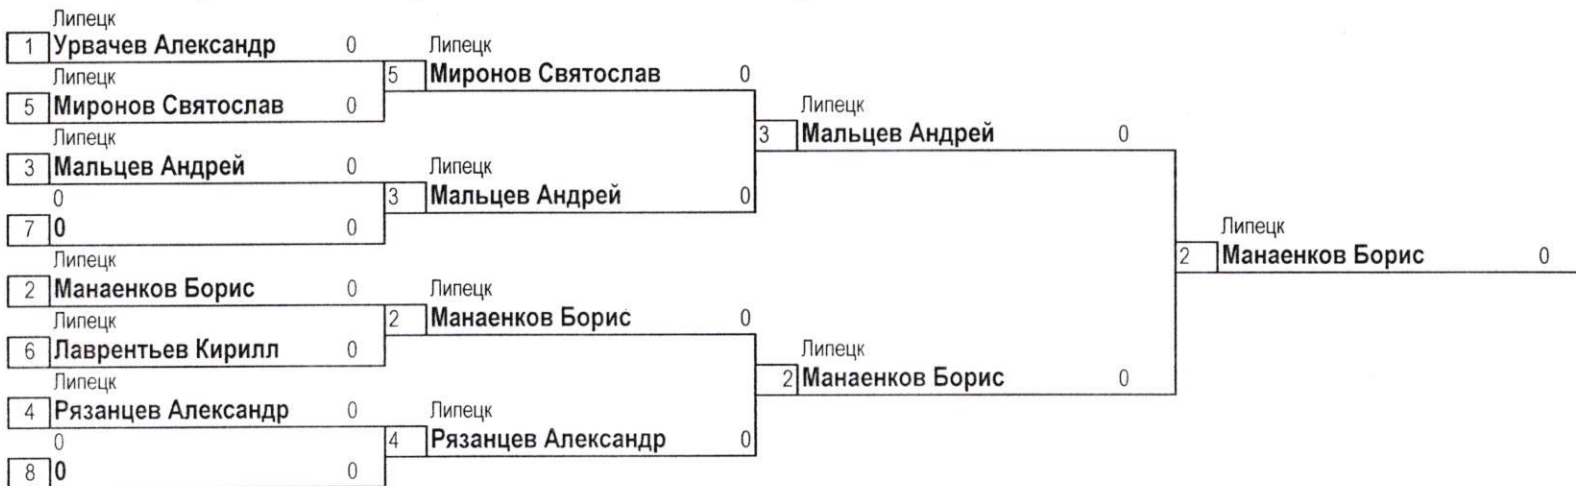 Липецк
1 Урвачев Александр 0
Липецк
5 Миронов Святослав 0
Липецк
3 Мальцев Андрей 0
0
7 0 0
Липецк
2 Манаенков Борис 0
Липецк
6 Лаврентьев Кирилл 0
Липецк
4 Рязанцев Александр 0
0
8 0 0
Липецк
5 Миронов Святослав 0
Липецк
3 Мальцев Андрей 0
Липецк
2 Манаенков Борис 0
Липецк
4 Рязанцев Александр 0
Липецк
3 Мальцев Андрей 0
Липецк
2 Манаенков Борис 0
Липецк
2 Манаенков Борис 0